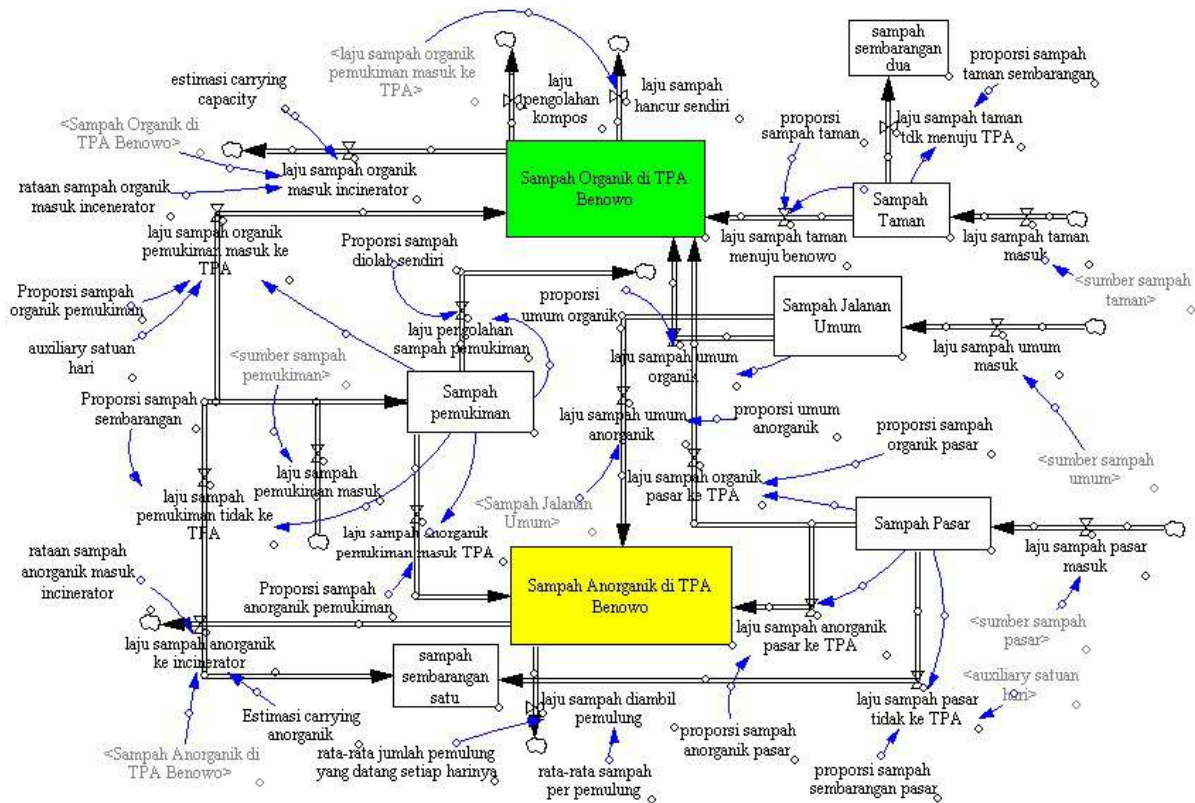 <laju sampah organik
pemukiman masuk ke
TPA>
estimasi carrying
capacity
laju
pengolahan
kompos
laju sampah
hancur sendiri
sampah
sembarangan
dua
proporsi sampah
taman sembarangan
<Sampah Organik di
TPA Benowo>
proporsi
sampah taman
laju sampah taman
tdk menuju TPA
laju sampah organik
masuk incinerator
rataan sampah organik
masuk incenerator
Sampah Organik di TPA
Benowo
Sampah
Taman
laju sampah organik
pemukiman masuk ke
TPA
Proporsi sampah
diolah sendiri
laju sampah taman
menuju benowo
laju sampah taman
masuk
<sumber sampah
taman>
Proporsi sampah
organik pemukiman
proporsi
umum organik
Sampah Jalanan
Umum
auxiliary satuan
hari
<sumber sampah
pemukiman>
laju pengolahan
sampah pemukiman
laju sampah umum
organik
laju sampah umum
masuk
Proporsi sampah
sembarangan
Sampah
pemukiman
laju sampah umum
anorganik
proporsi umum
anorganik
proporsi sampah
organik pasar
<sumber sampah
umum>
laju sampah
pemukiman masuk
laju sampah
pemukiman tidak ke
TPA
laju sampah organik
pasar ke TPA
<Sampah Jalanan
Umum>
Sampah Pasar
laju sampah anorganik
pemukiman masuk TPA
laju sampah pasar
masuk
rataan sampah
anorganik masuk
incinerator
Proporsi sampah
anorganik pemukiman
Sampah Anorganik di TPA
Benowo
<sumber sampah
pasar>
laju sampah anorganik
ke incinerator
laju sampah anorganik
pasar ke TPA
sampah
sembarangan
satu
<auxiliary satuan
hari>
Estimasi carrying
anorganik
laju sampah diambil
pemulung
laju sampah pasar
tidak ke TPA
<Sampah Anorganik di
TPA Benowo>
rata-rata jumlah pemulung
yang datang setiap harinya
rata-rata sampah
per pemulung
proporsi sampah
anorganik pasar
proporsi sampah
sembarangan pasar